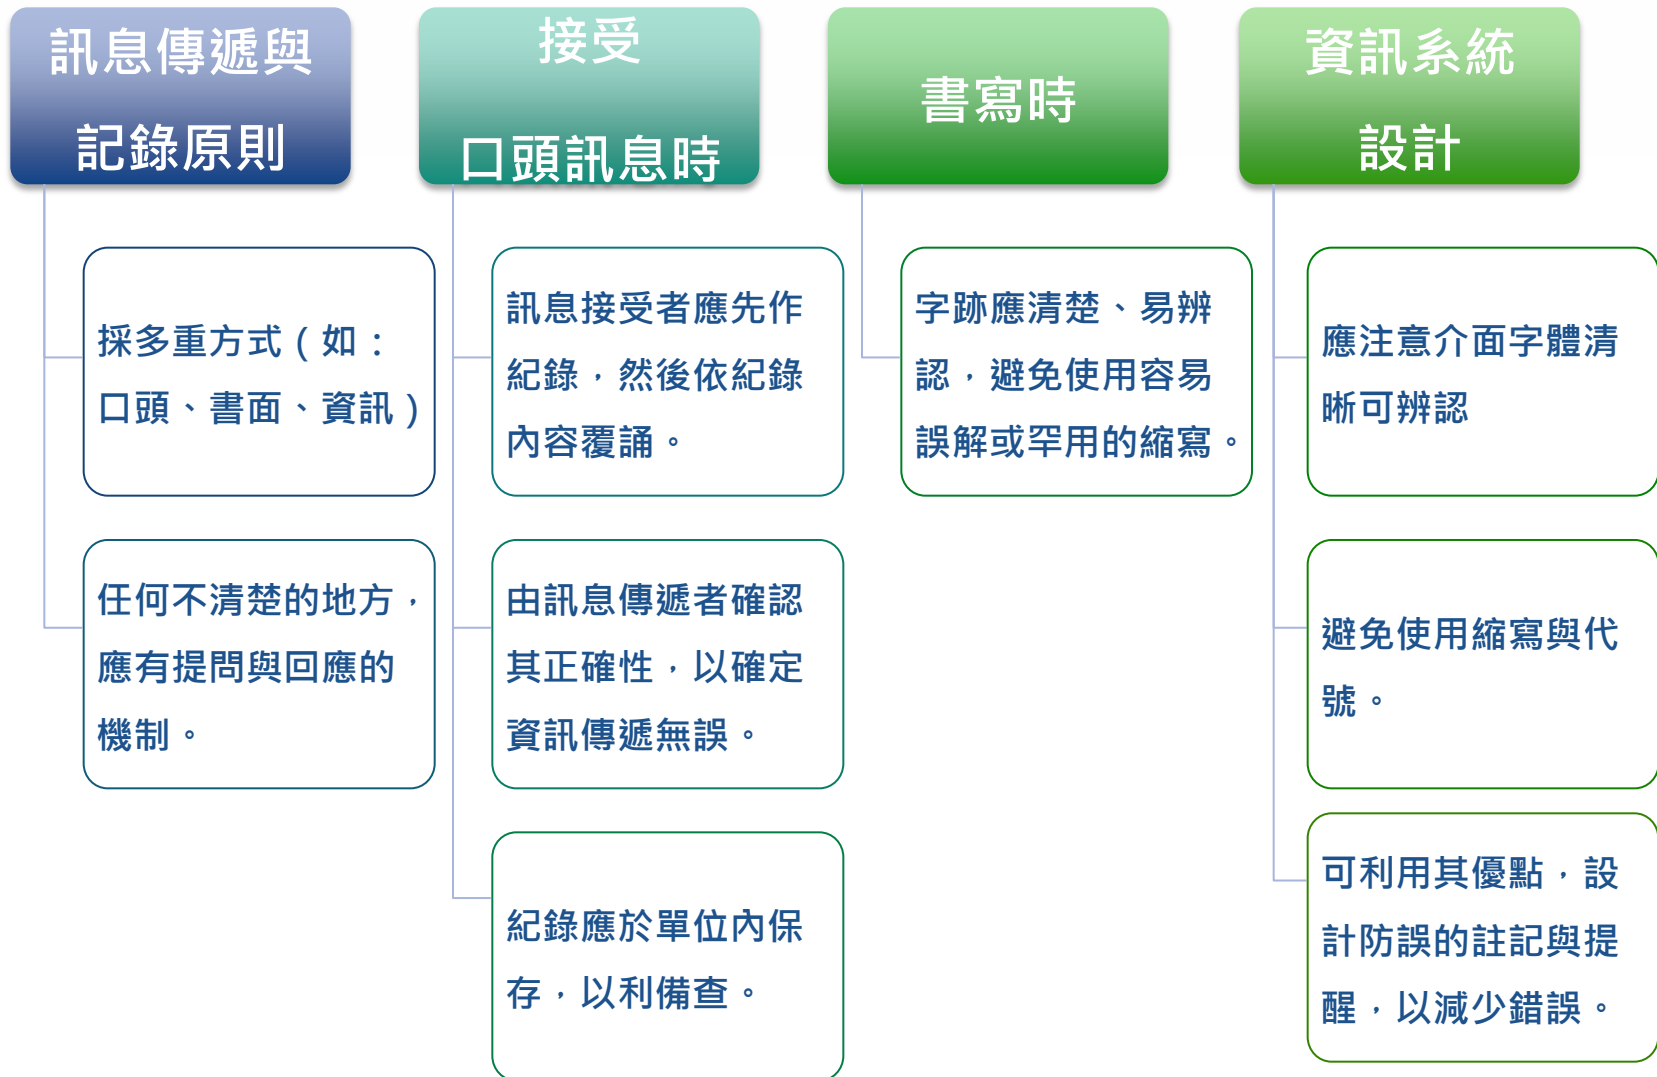 訊息傳遞與
記錄原則
採多重方式（如：
口頭、書面、資訊）
任何不清楚的地方，
應有提問與回應的
機制。
接受
口頭訊息時
訊息接受者應先作
紀錄，然後依紀錄
內容覆誦。
由訊息傳遞者確認
其正確性，以確定
資訊傳遞無誤。
紀錄應於單位內保
存，以利備查。
書寫時
字跡應清楚、易辨
認，避免使用容易
誤解或罕用的縮寫。
資訊系統
設計
應注意介面字體清
晰可辨認
避免使用縮寫與代
號。
可利用其優點，設
計防誤的註記與提
醒，以減少錯誤。